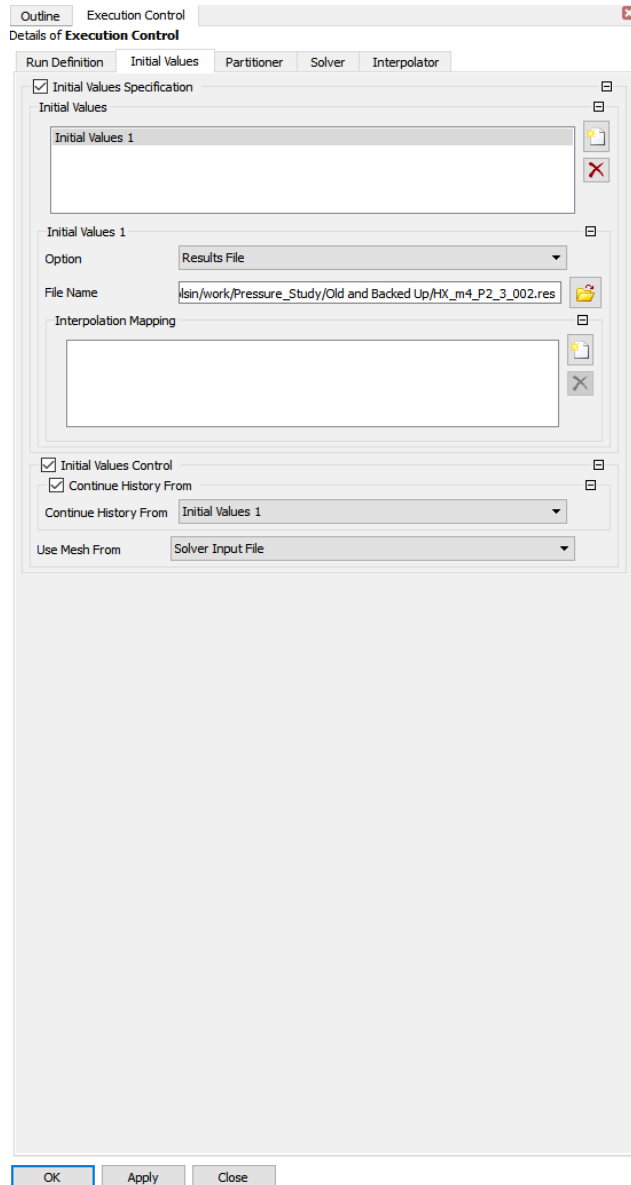 Outline Execution Control
Details of Execution Control
Run Definition Initial Values Partitioner Solver Interpolator
Initial Values Specification
Initial Values
Initial Values 1
Initial Values 1
Option Results File
File Name lsin/work/Pressure_Study/Old and Backed Up/HX_m4_P2_3_002.res
Interpolation Mapping
Initial Values Control
Continue History From
Continue History From Initial Values 1
Use Mesh From Solver Input File
OK Apply Close